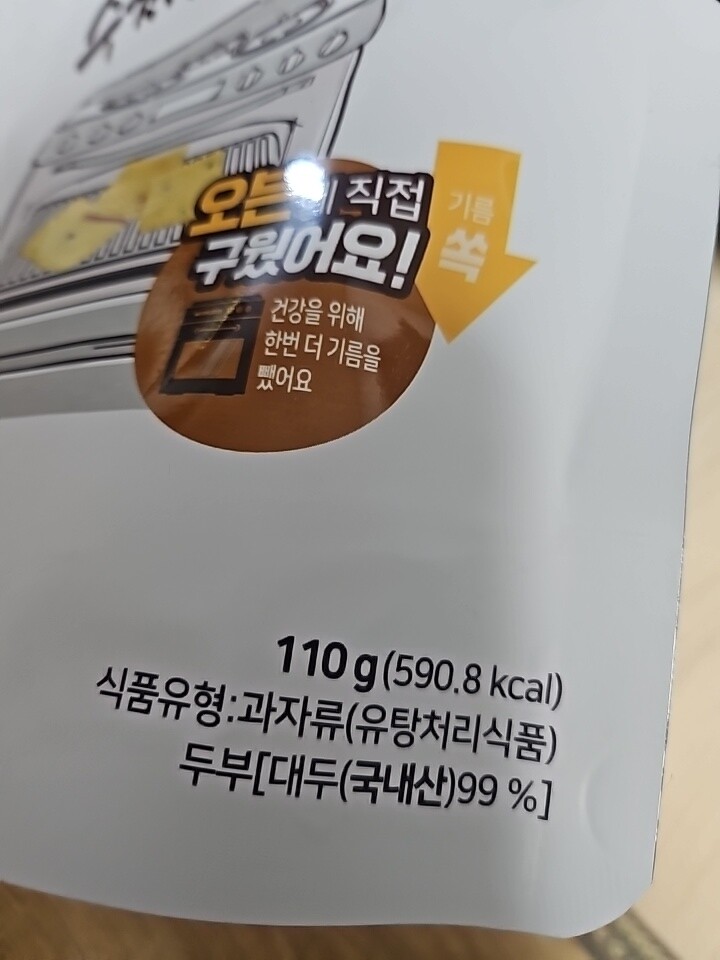 오븐 직접
구웠어요!
기름
쏙
건강을 위해
한번 더 기름을
뺐어요
110 g(590.8 kcal)
식품유형:과자류(유탕처리식품)
두부[대두(국내산)99 %]